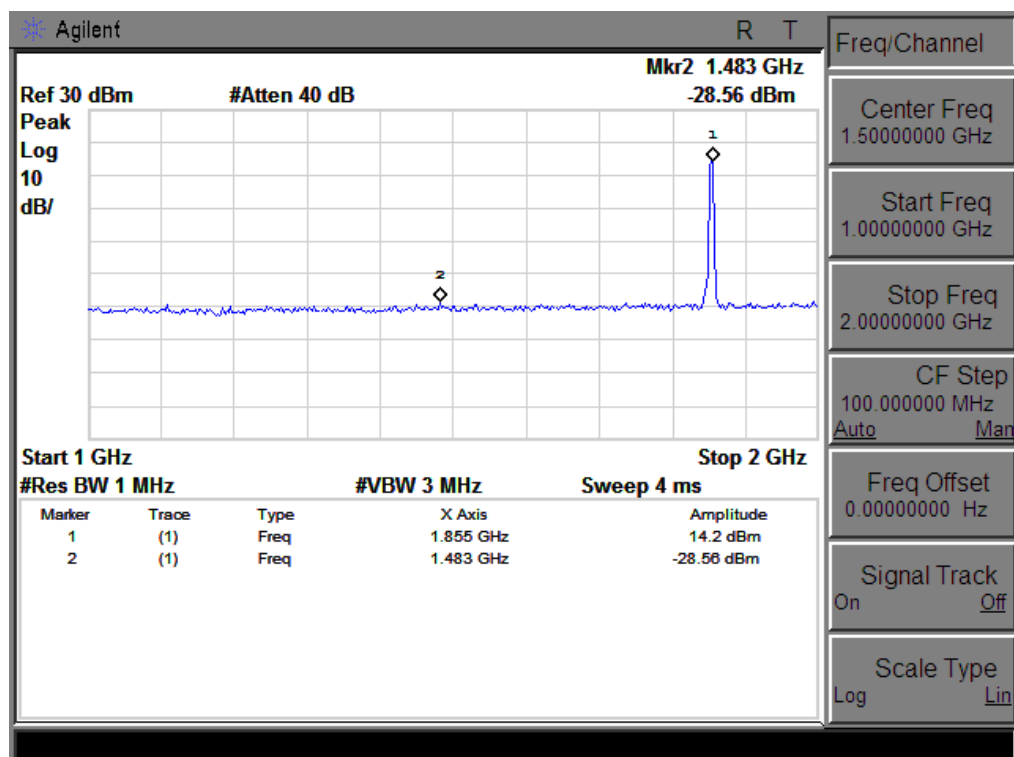 Agilent R T
Mkr2 1.483 GHz
Ref 30 dBm #Atten 40 dB -28.56 dBm
Peak
Log
10
dB/
1
2
Start 1 GHz Stop 2 GHz
#Res BW 1 MHz #VBW 3 MHz Sweep 4 ms
Marker Trace Type X Axis Amplitude
1 (1) Freq 1.855 GHz 14.2 dBm
2 (1) Freq 1.483 GHz -28.56 dBm
Freq/Channel
Center Freq
1.50000000 GHz
Start Freq
1.00000000 GHz
Stop Freq
2.00000000 GHz
CF Step
100.000000 MHz
Auto Man
Freq Offset
0.00000000 Hz
Signal Track
On Off
Scale Type
Log Lin